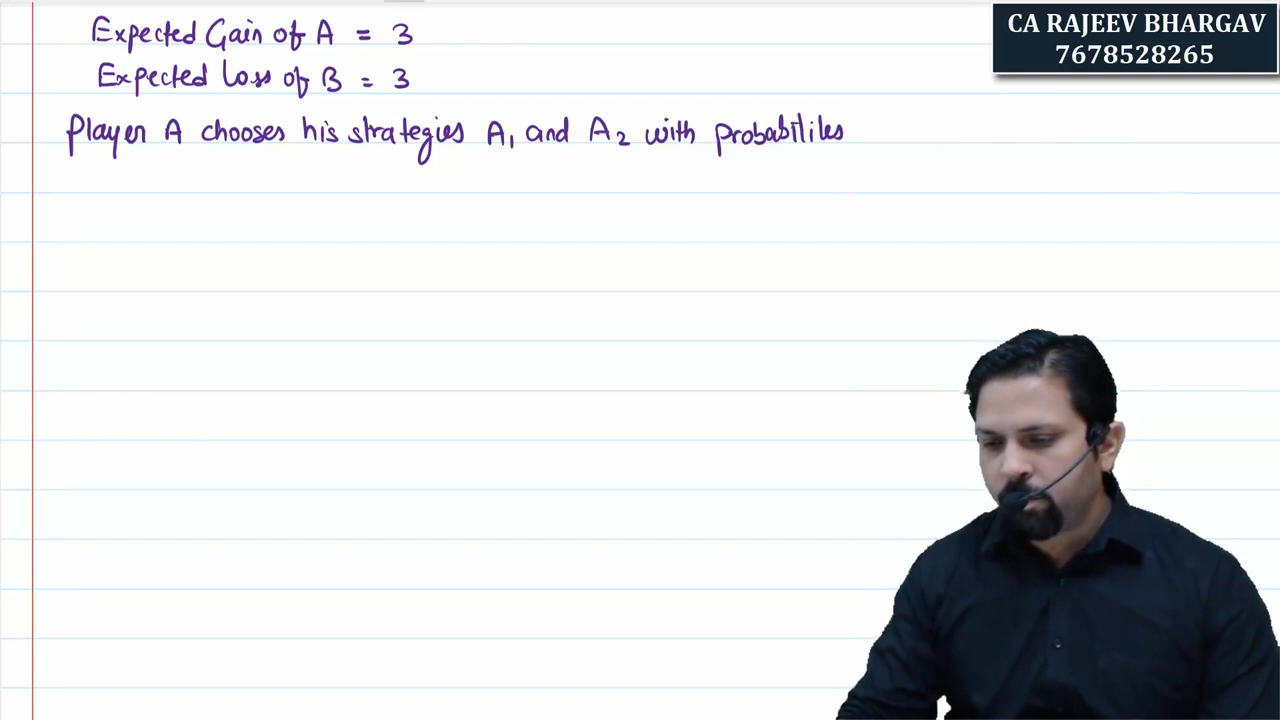 Expected Gain of A = 3
Expected Loss of B = 3
Player A chooses his strategies A₁ and A₂ with probabilities
CA RAJEEV BHARGAV
7678528265